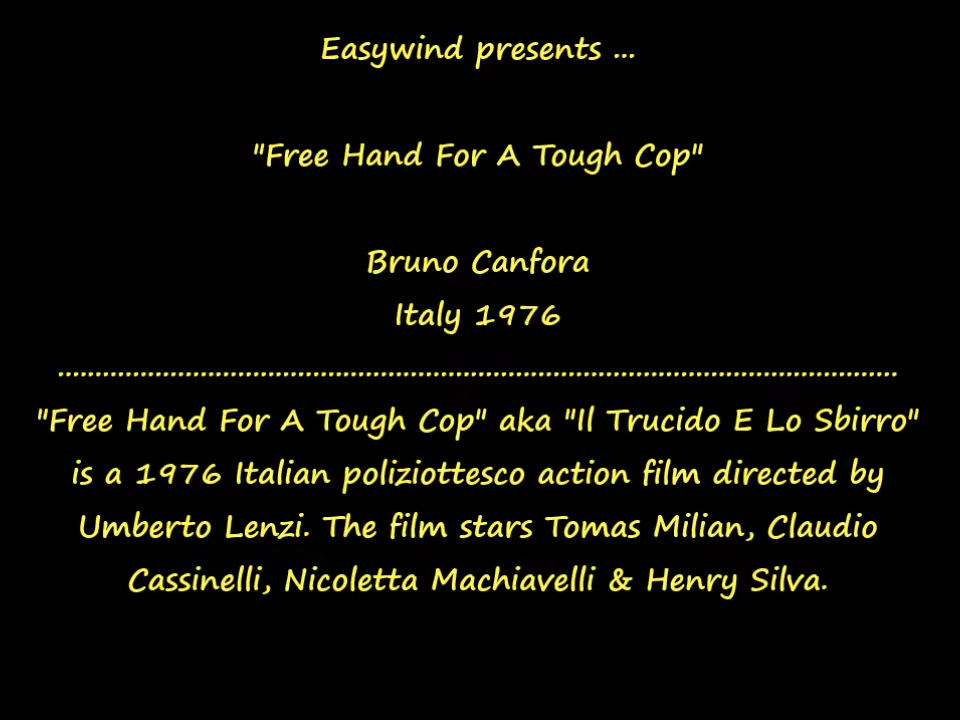 Easywind presents ...
"Free Hand For A Tough Cop"
Bruno Canfora
Italy 1976
................................................................................................................
"Free Hand For A Tough Cop" aka "Il Trucido E Lo Sbirro"
is a 1976 Italian poliziottesco action film directed by
Umberto Lenzi. The film stars Tomas Milian, Claudio
Cassinelli, Nicoletta Machiavelli & Henry Silva.